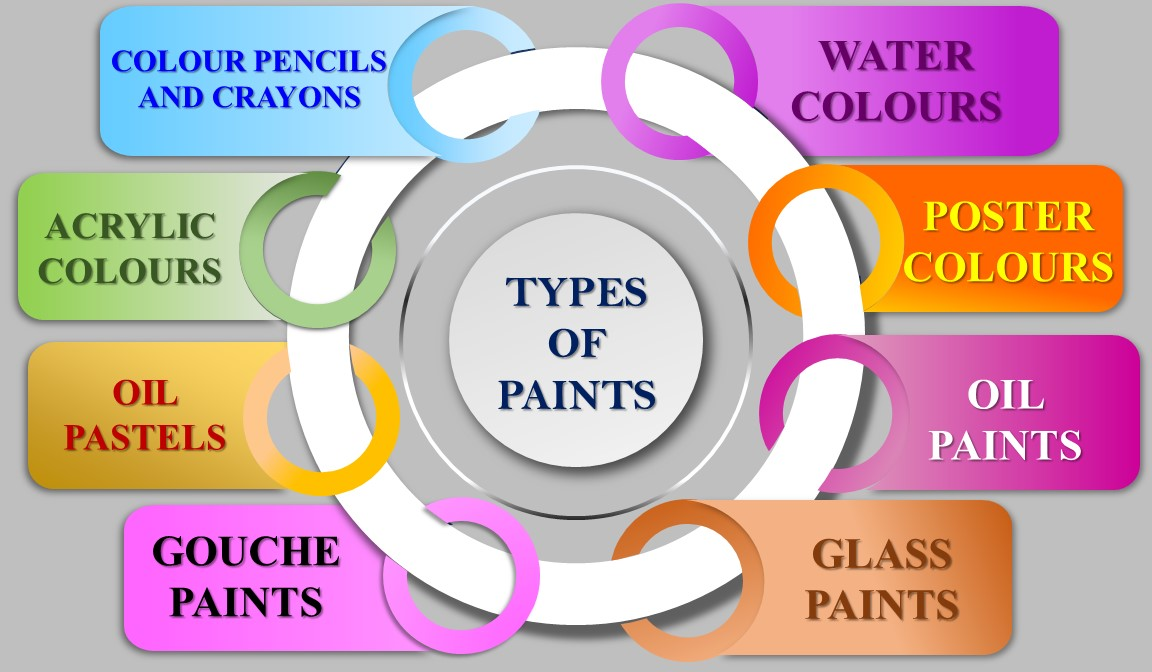 COLOUR PENCILS
AND CRAYONS
WATER
COLOURS
ACRYLIC
COLOURS
POSTER
COLOURS
TYPES
OF
PAINTS
OIL
PASTELS
OIL
PAINTS
GOUCHE
PAINTS
GLASS
PAINTS